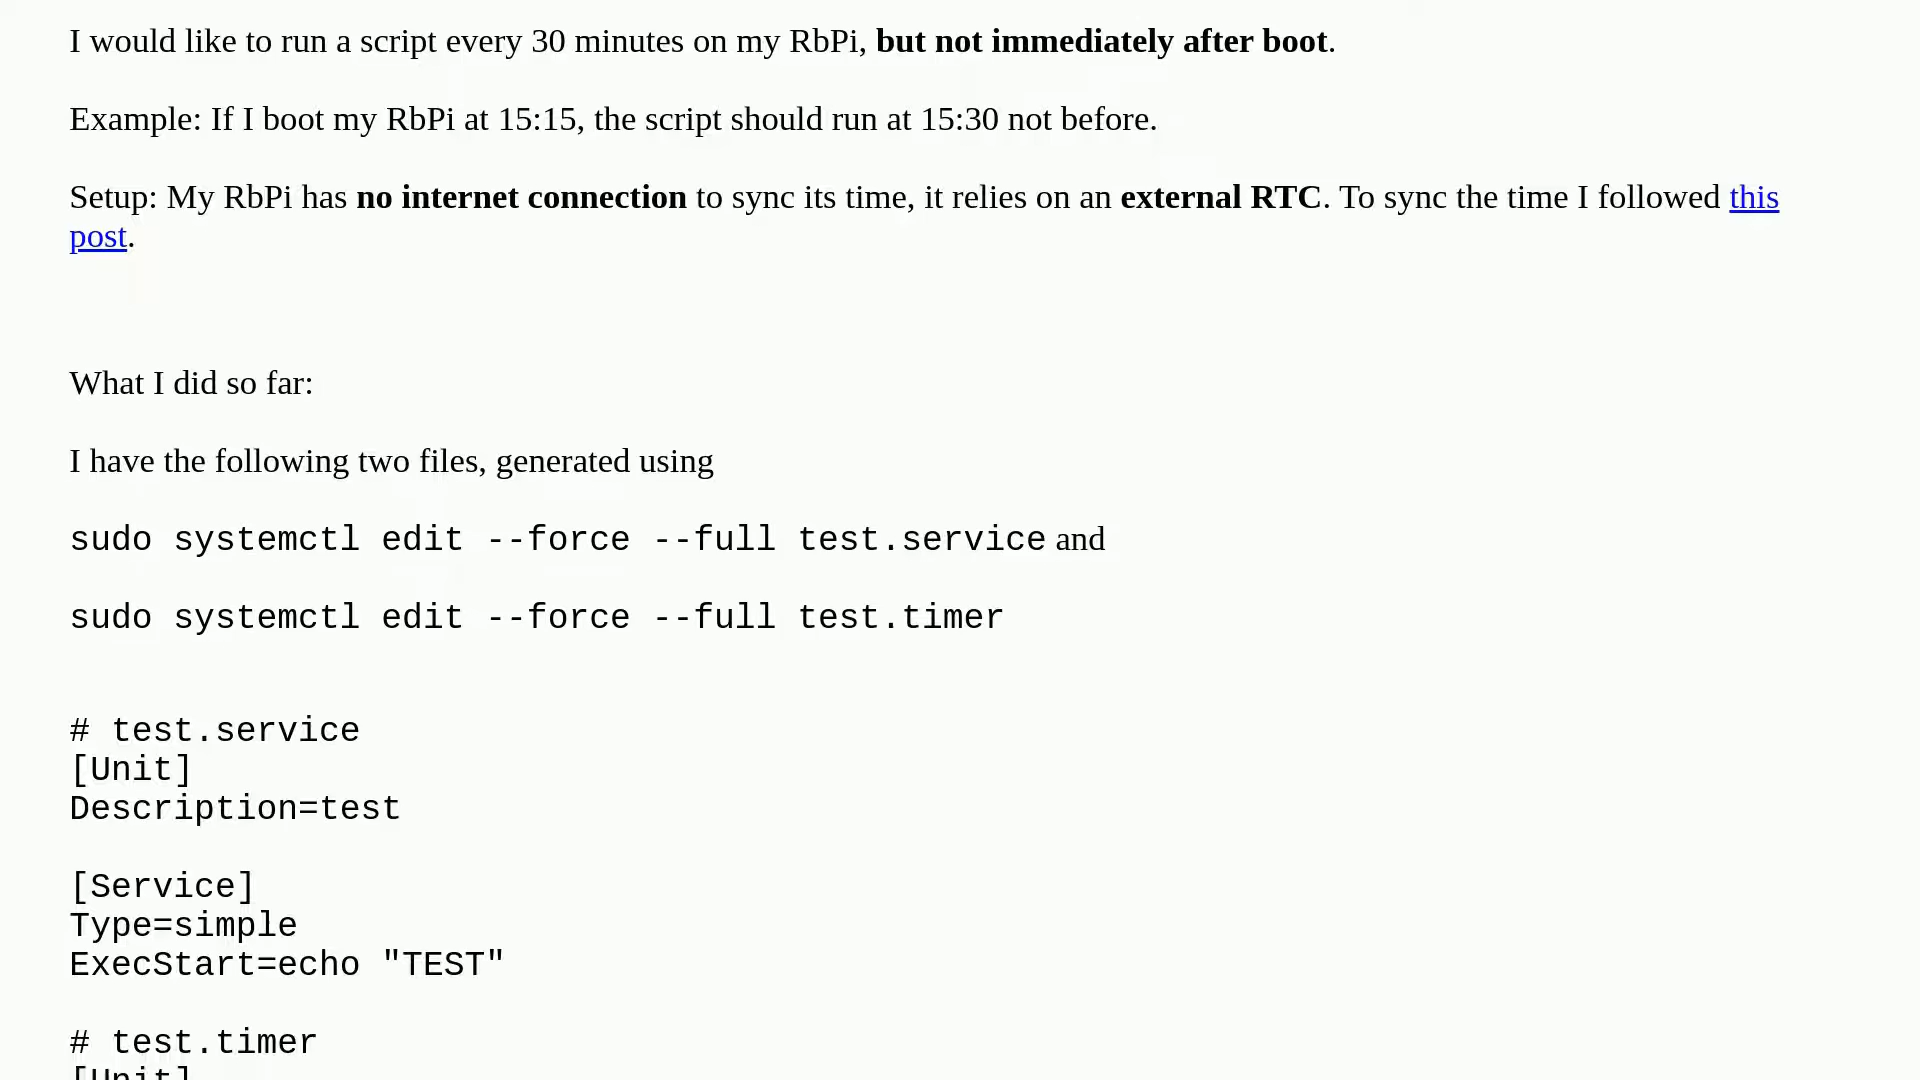 I would like to run a script every 30 minutes on my RbPi, but not immediately after boot.
Example: If I boot my RbPi at 15:15, the script should run at 15:30 not before.
Setup: My RbPi has no internet connection to sync its time, it relies on an external RTC. To sync the time I followed this
post.
What I did so far:
I have the following two files, generated using
sudo systemctl edit --force --full test.service and
sudo systemctl edit --force --full test.timer
# test.service
[Unit]
Description=test
[Service]
Type=simple
ExecStart=echo "TEST"
# test.timer
[Unit]